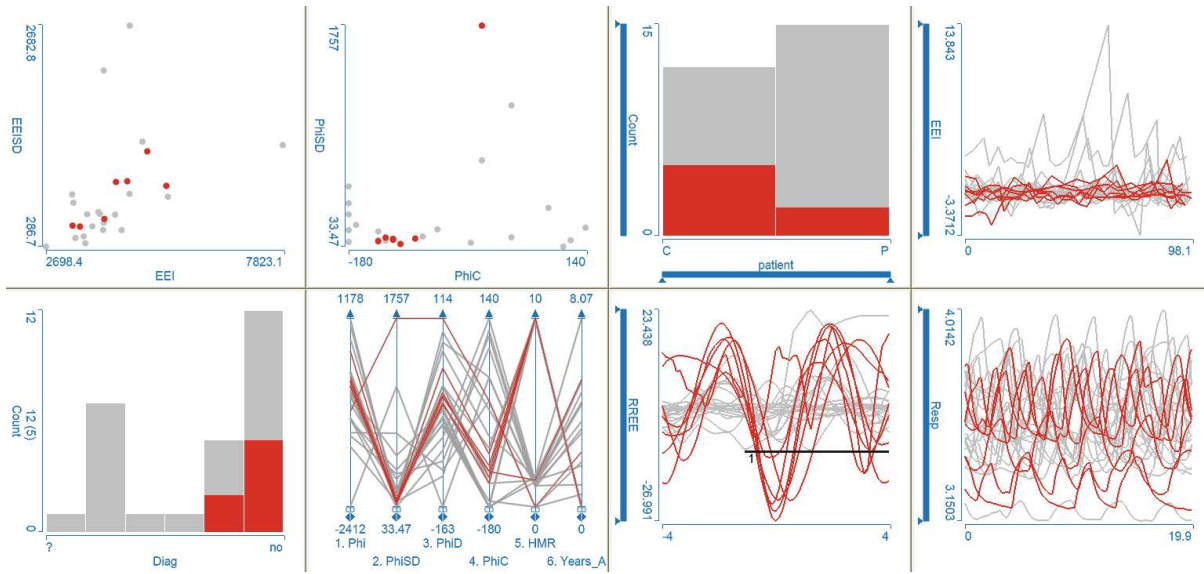 2682.8
EEISD
286.7
2698.4 7823.1
EEI
1757
PhiSD
33.47
-180 140
PhiC
15
Count
0
C P
patient
13.843
EEI
-3.3712
0 98.1
12
12 (5)
Count
0
? no
Diag
1178 1757 114 140 10 8.07
-2412 33.47 -163 -180 0 0
1. Phi 3. PhiD 5. HMR
2. PhiSD 4. PhiC 6. Years_A
23.438
RREE
-26.991
1
-4 4
4.0142
Resp
3.1503
0 19.9